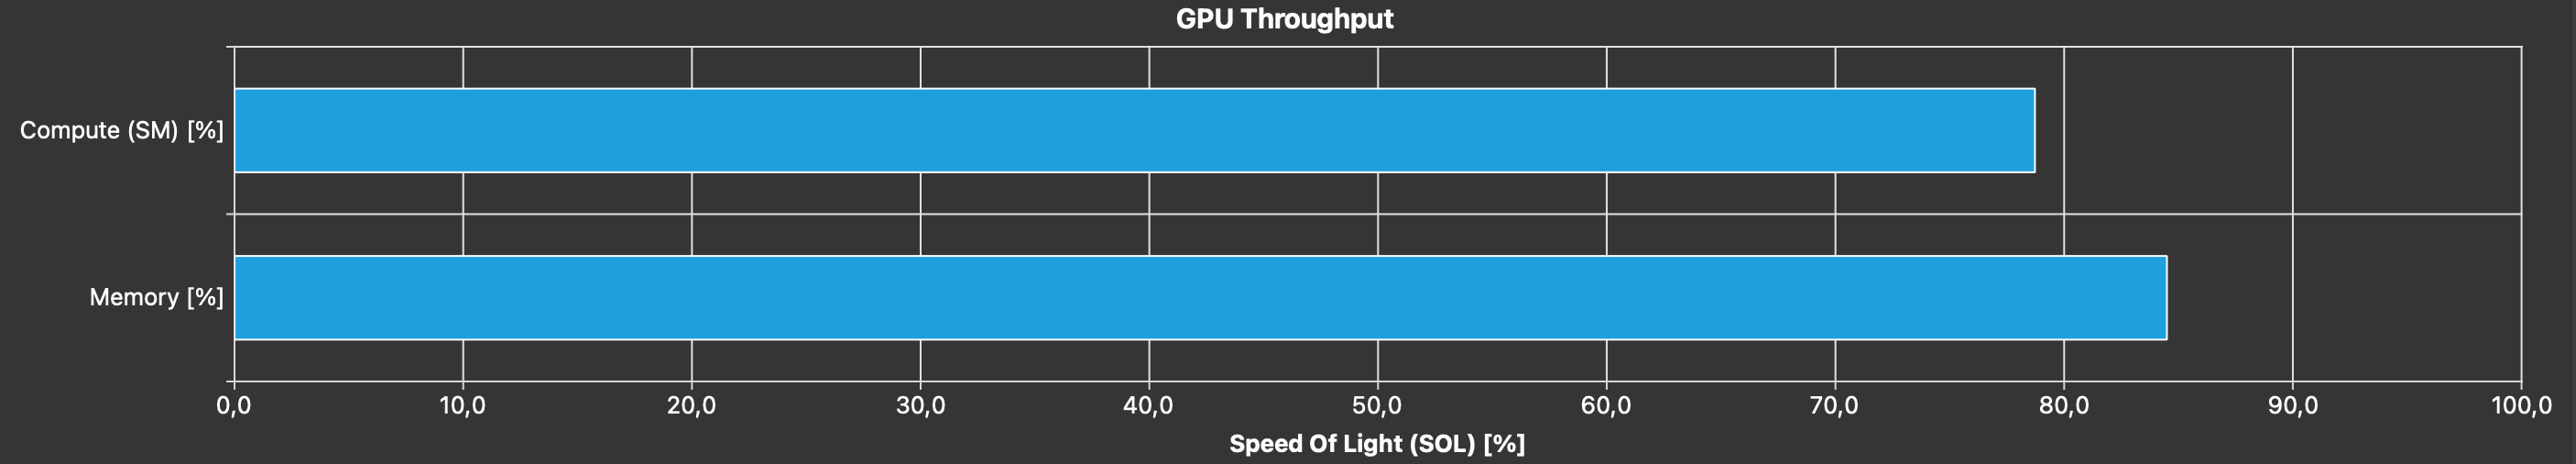 GPU Throughput
Compute (SM) [%]
Memory [%]
0,0 10,0 20,0 30,0 40,0 50,0 60,0 70,0 80,0 90,0 100,0
Speed Of Light (SOL) [%]